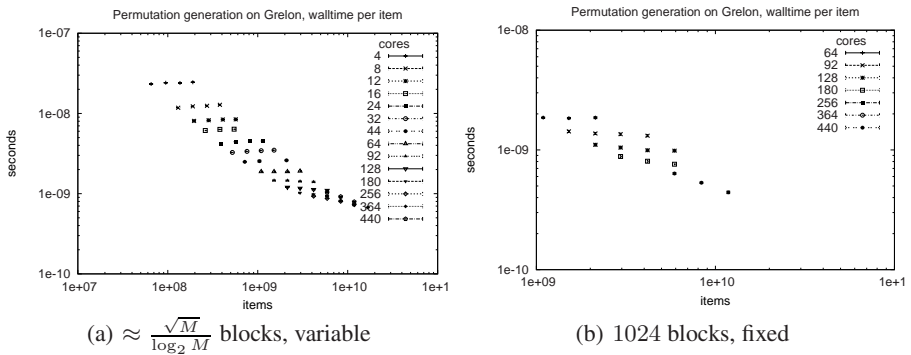 Permutation generation on Grelon, walltime per item
1e-07
1e-08
1e-09
1e-10
seconds
cores
4
8
12
16
24
32
44
64
92
128
180
256
364
440
1e+07
1e+08
1e+09
1e+10
1e+1
items
(a) ≈ √M / log₂ M blocks, variable
Permutation generation on Grelon, walltime per item
1e-08
1e-09
1e-10
seconds
cores
64
92
128
180
256
364
440
1e+09
1e+10
1e+1
items
(b) 1024 blocks, fixed